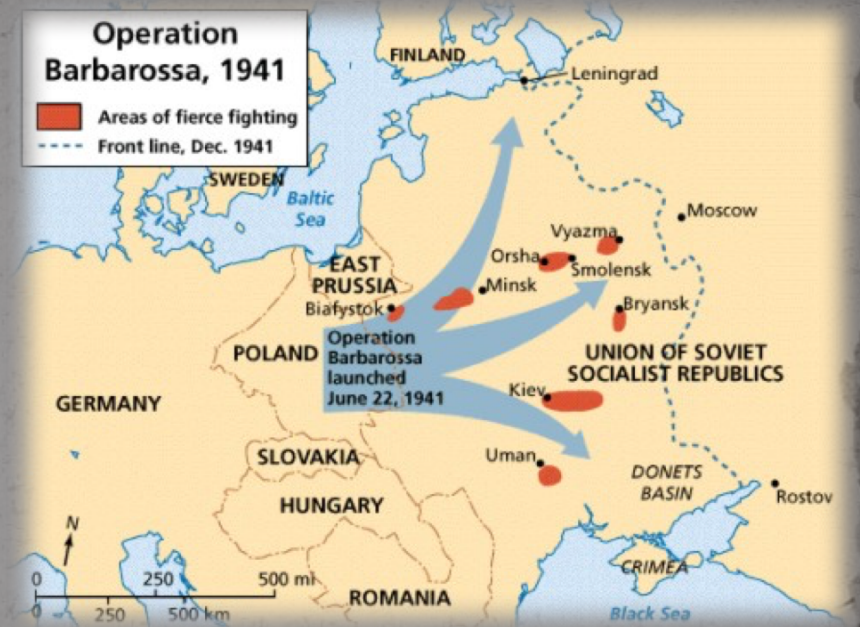 Operation
Barbarossa, 1941
Areas of fierce fighting
Front line, Dec. 1941
FINLAND
Leningrad
SWEDEN
Baltic
Sea
Moscow
Vyazma
Orsha
Smolensk
EAST
PRUSSIA
Minsk
Biafystok
Bryansk
Operation
Barbarossa
launched
June 22, 1941
POLAND
UNION OF SOVIET
SOCIALIST REPUBLICS
GERMANY
Kiev
SLOVAKIA
Uman
DONETS
BASIN
HUNGARY
Rostov
N
CRIMEA
0 250 500 mi
0 250 500 km
ROMANIA
Black Sea